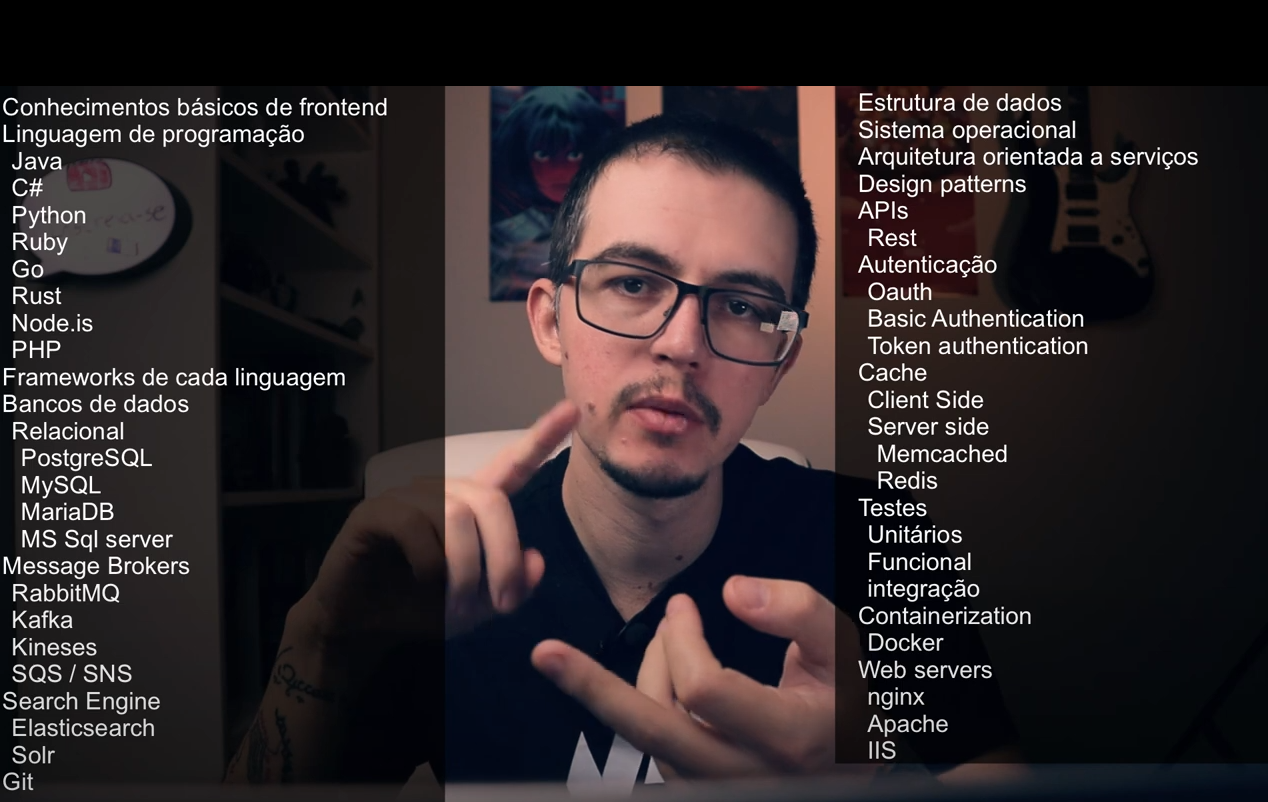 Conhecimentos básicos de frontend
Linguagem de programação
Java
C#
Python
Ruby
Go
Rust
Node.is
PHP
Frameworks de cada linguagem
Bancos de dados
Relacional
PostgreSQL
MySQL
MariaDB
MS Sql server
Message Brokers
RabbitMQ
Kafka
Kineses
SQS / SNS
Search Engine
Elasticsearch
Solr
Git
Estrutura de dados
Sistema operacional
Arquitetura orientada a serviços
Design patterns
APIs
Rest
Autenticação
Oauth
Basic Authentication
Token authentication
Cache
Client Side
Server side
Memcached
Redis
Testes
Unitários
Funcional
integração
Containerization
Docker
Web servers
nginx
Apache
IIS